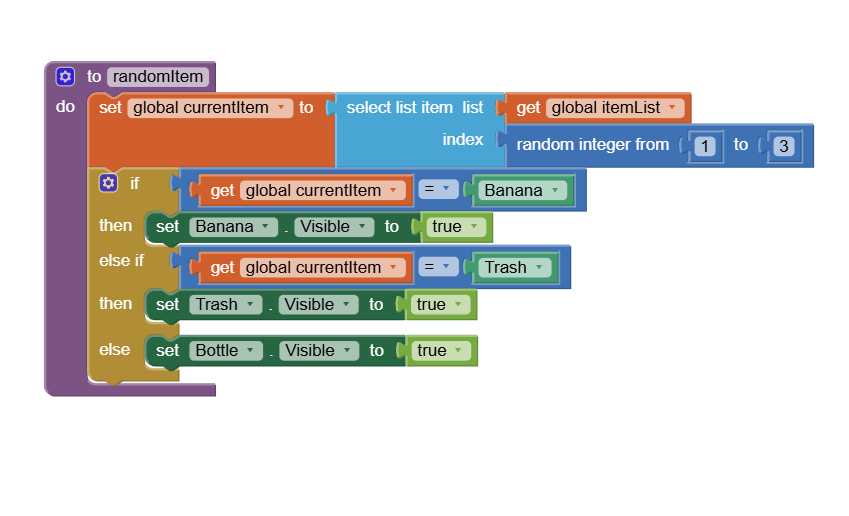 to randomItem
do set global currentItem to select list item list get global itemList
index random integer from 1 to 3
if get global currentItem = Banana
then set Banana . Visible to true
else if get global currentItem = Trash
then set Trash . Visible to true
else set Bottle . Visible to true